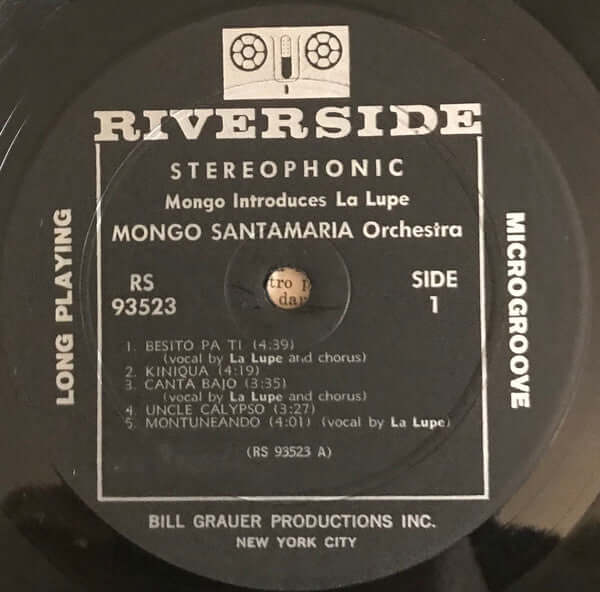 RIVERSIDE
STEREOPHONIC
Mongo Introduces La Lupe
MONGO SANTAMARIA Orchestra
RS
93523
SIDE
1
LONG PLAYING
MICROGROOVE
tro p
dar
1. BESITO PA TI (4:39)
(vocal by La Lupe and chorus)
2. KINIQUA (4:19)
3. CANTA BAJO (3:35)
(vocal by La Lupe and chorus)
4. UNCLE CALYPSO (3:27)
5. MONTUNEANDO (4:01) (vocal by La Lupe)
(RS 93523 A)
BILL GRAUER PRODUCTIONS INC.
NEW YORK CITY